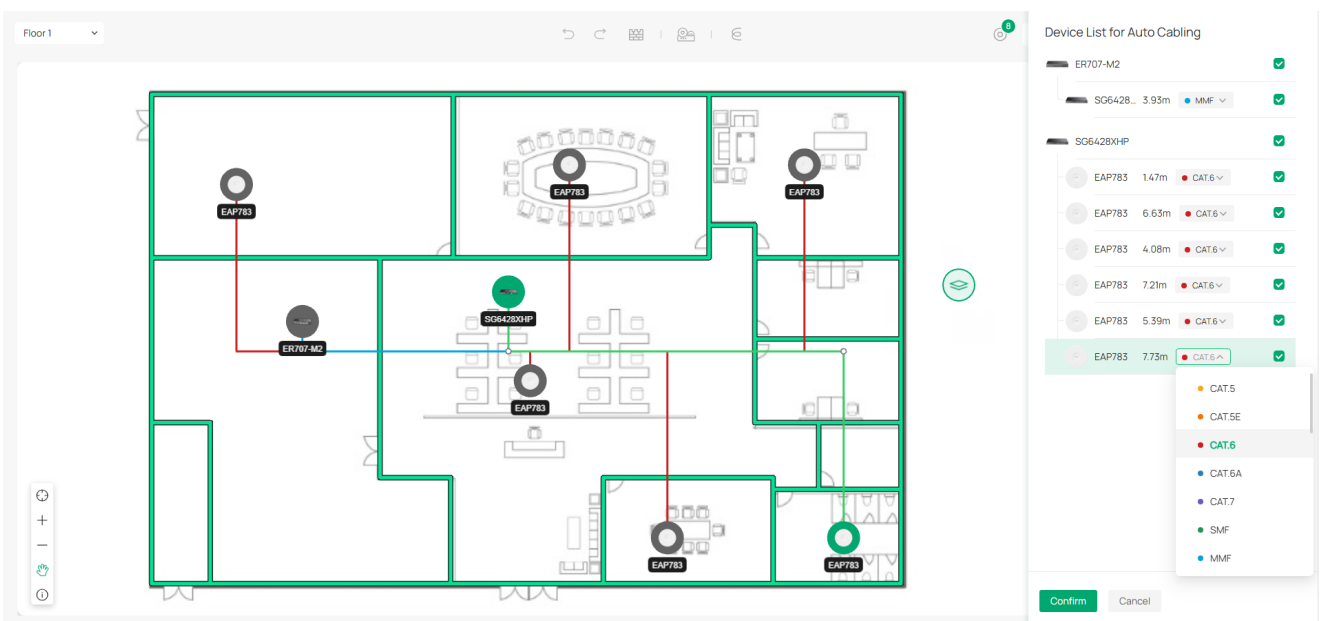 Floor 1
8
Device List for Auto Cabling
ER707-M2
SG6428... 3.93m MMF
SG6428XHP
EAP783 1.47m CAT.6
EAP783 6.63m CAT.6
EAP783 4.08m CAT.6
EAP783 7.21m CAT.6
EAP783 5.39m CAT.6
EAP783 7.73m CAT.6
CAT.5
CAT.5E
CAT.6
CAT.6A
CAT.7
SMF
MMF
Confirm Cancel
EAP783
EAP783
EAP783
SG6428XHP
ER707-M2
EAP783
EAP783
EAP783